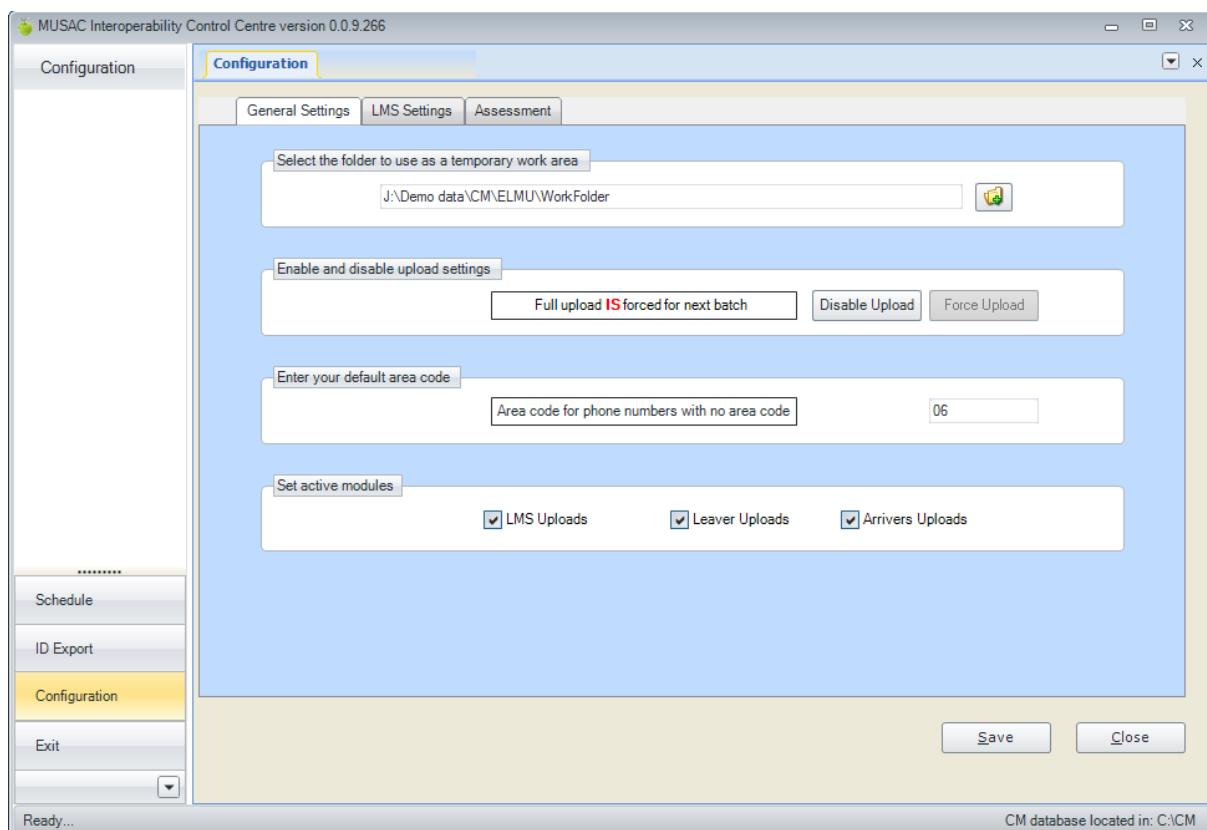 MUSAC Interoperability Control Centre version 0.0.9.266
Configuration
Configuration
General Settings LMS Settings Assessment
Select the folder to use as a temporary work area
J:\Demo data\CM\ELMU\WorkFolder
Enable and disable upload settings
Full upload IS forced for next batch Disable Upload Force Upload
Enter your default area code
Area code for phone numbers with no area code 06
Set active modules
LMS Uploads Leaver Uploads Arrivers Uploads
Schedule
ID Export
Configuration
Exit
Save Close
Ready... CM database located in: C:\CM